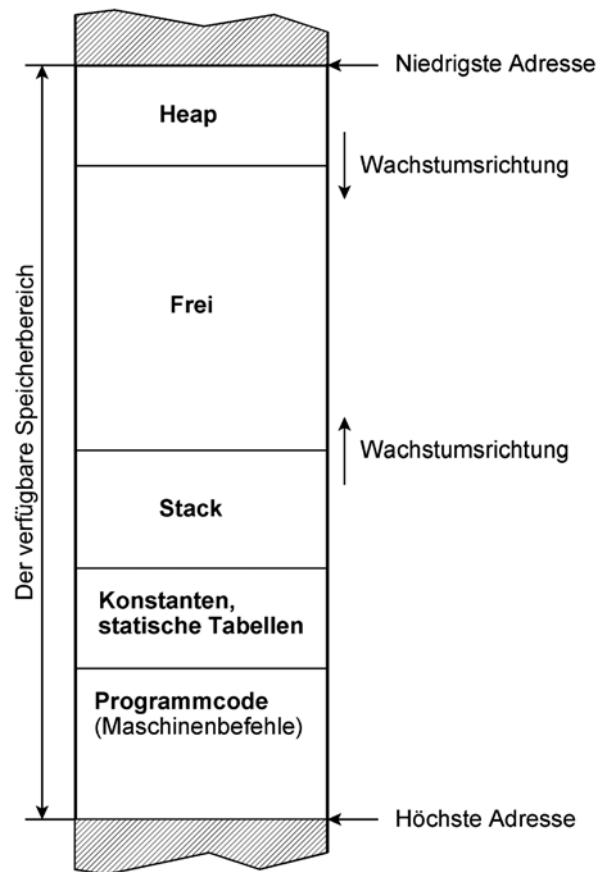 Niedrigste Adresse
Heap
Wachstumsrichtung
Der verfügbare Speicherbereich
Frei
Wachstumsrichtung
Stack
Konstanten,
statische Tabellen
Programmcode
(Maschinenbefehle)
Höchste Adresse